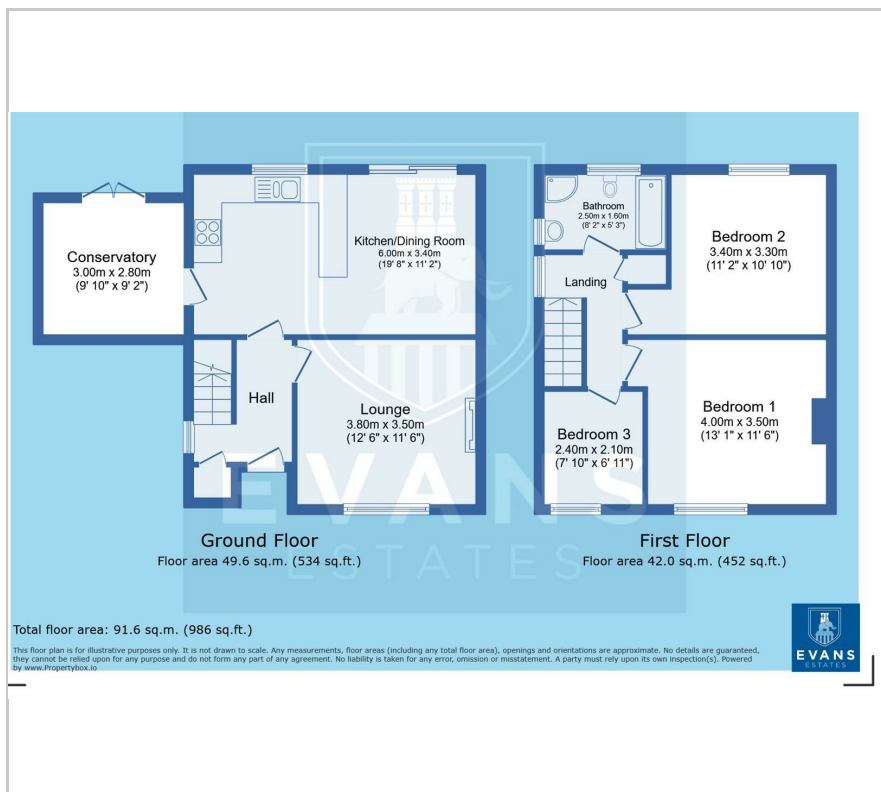 Conservatory
3.00m x 2.80m
(9' 10" x 9' 2")
Kitchen/Dining Room
6.00m x 3.40m
(19' 8" x 11' 2")
Hall
Lounge
3.80m x 3.50m
(12' 6" x 11' 6")
Ground Floor
Floor area 49.6 sq.m. (534 sq.ft.)
Bathroom
2.50m x 1.60m
(8' 2" x 5' 3")
Landing
Bedroom 2
3.40m x 3.30m
(11' 2" x 10' 10")
Bedroom 1
4.00m x 3.50m
(13' 1" x 11' 6")
Bedroom 3
2.40m x 2.10m
(7' 10" x 6' 11")
First Floor
Floor area 42.0 sq.m. (452 sq.ft.)
EVANS
ESTATES
Total floor area: 91.6 sq.m. (986 sq.ft.)
This floor plan is for illustrative purposes only. It is not drawn to scale. Any measurements, floor areas (including any total floor area), openings and orientations are approximate. No details are guaranteed,
they cannot be relied upon for any purpose and do not form any part of any agreement. No liability is taken for any error, omission or misstatement. A party must rely upon its own inspection(s). Powered
by www.Propertybox.io
EVANS
ESTATES